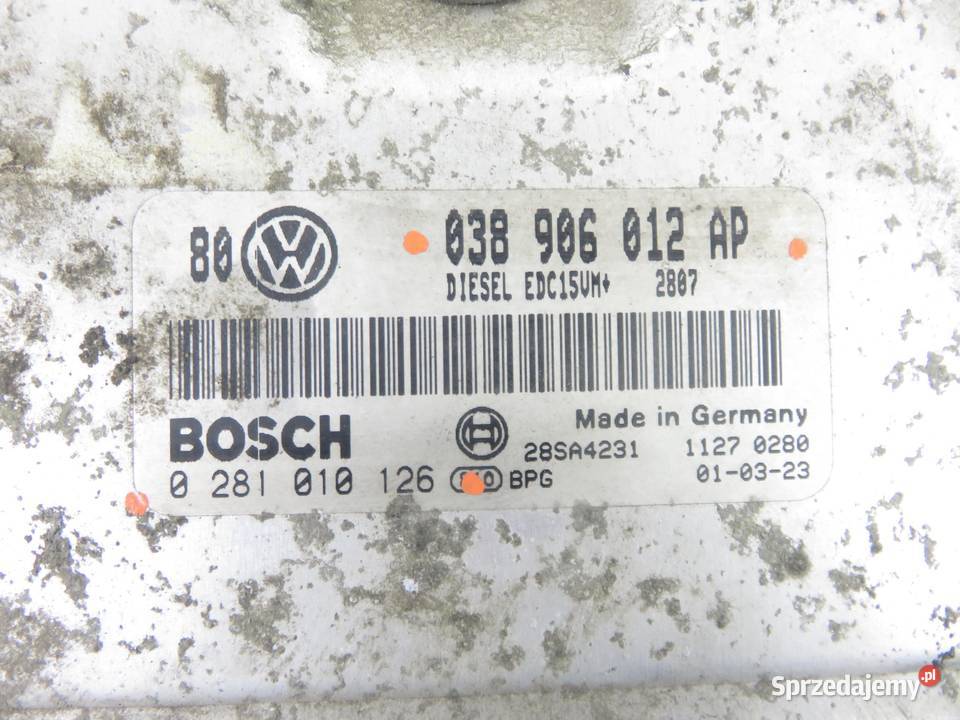 80 VW 038 906 012 AP
DIESEL EDC15VM+ 2807
BOSCH Made in Germany
28SA4231 1127 0280
0 281 010 126 BPG 01-03-23
Sprzedajemy.pl